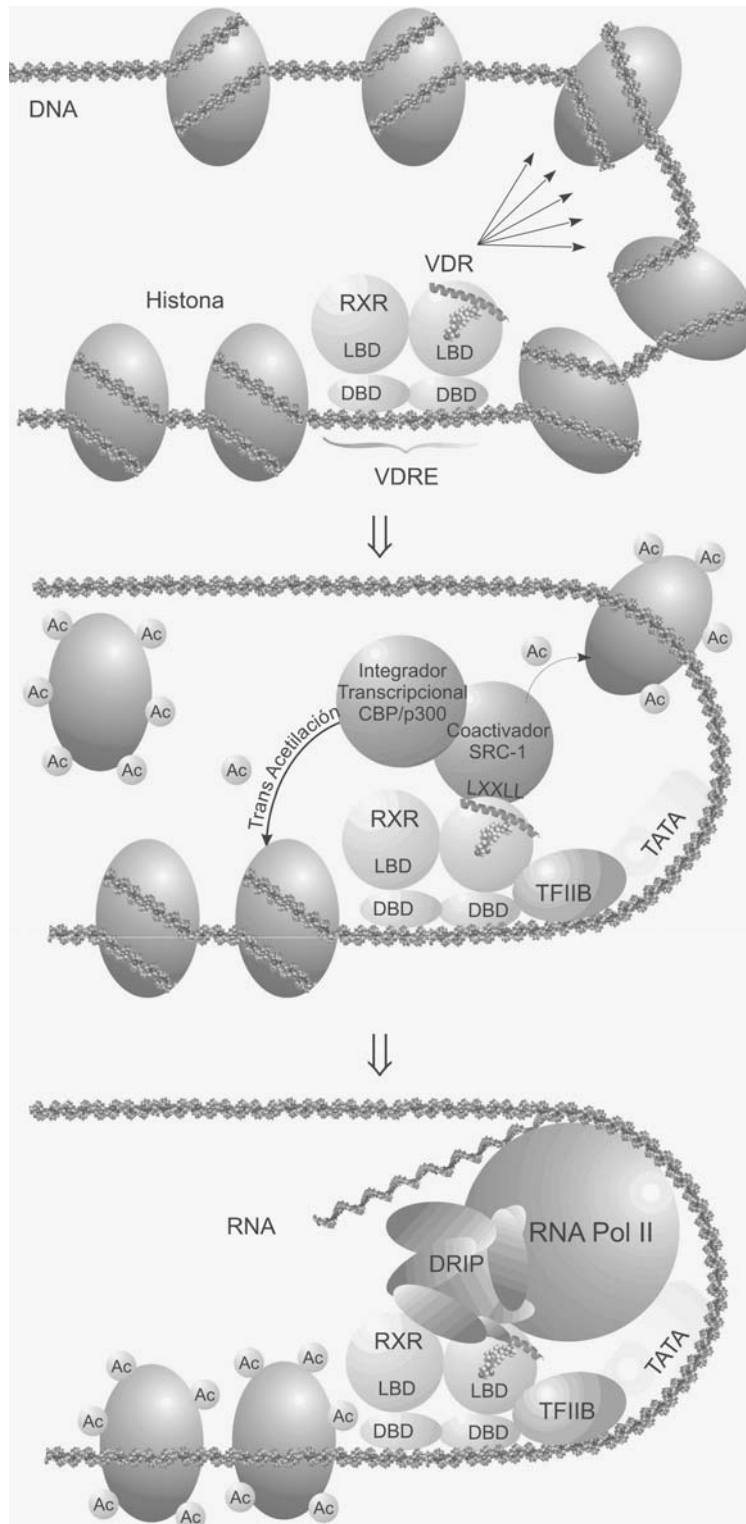 DNA
Histona
VDR
RXR
LBD
LBD
DBD
DBD
VDRE
Ac
Ac
Ac
Ac
Ac
Ac
Ac
Ac
Ac
Ac
Ac
Integrador
Transcripcional
CBP/p300
Coactivador
SRC-1
LXXLL
Trans Acetilación
Ac
RXR
LBD
DBD
DBD
TFIIB
TATA
RNA
RNA Pol II
DRIP
RXR
LBD
LBD
DBD
DBD
TFIIB
TATA
Ac
Ac
Ac
Ac
Ac
Ac
Ac
Ac
Ac
Ac